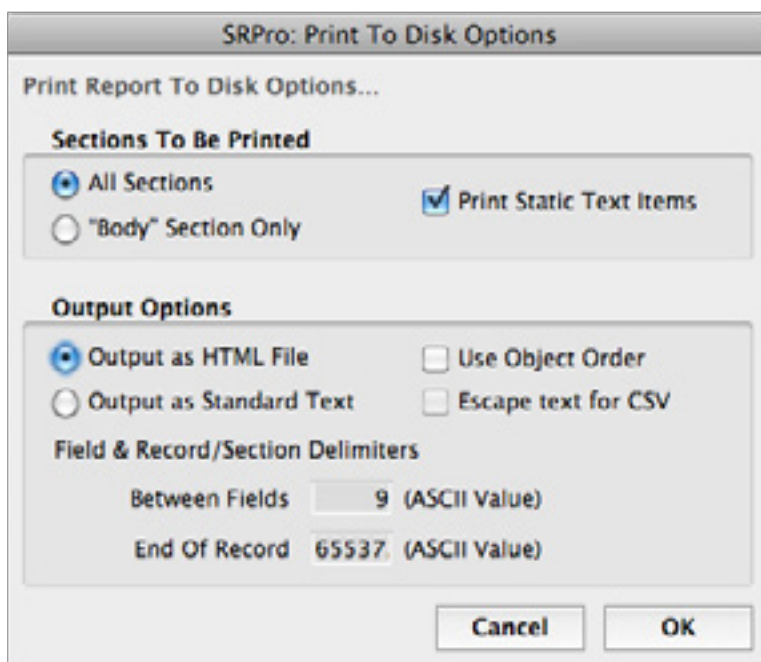 SRPro: Print To Disk Options
Print Report To Disk Options...
Sections To Be Printed
All Sections
"Body" Section Only
Print Static Text Items
Output Options
Output as HTML File
Use Object Order
Output as Standard Text
Escape text for CSV
Field & Record/Section Delimiters
Between Fields 9 (ASCII Value)
End Of Record 65537. (ASCII Value)
Cancel OK